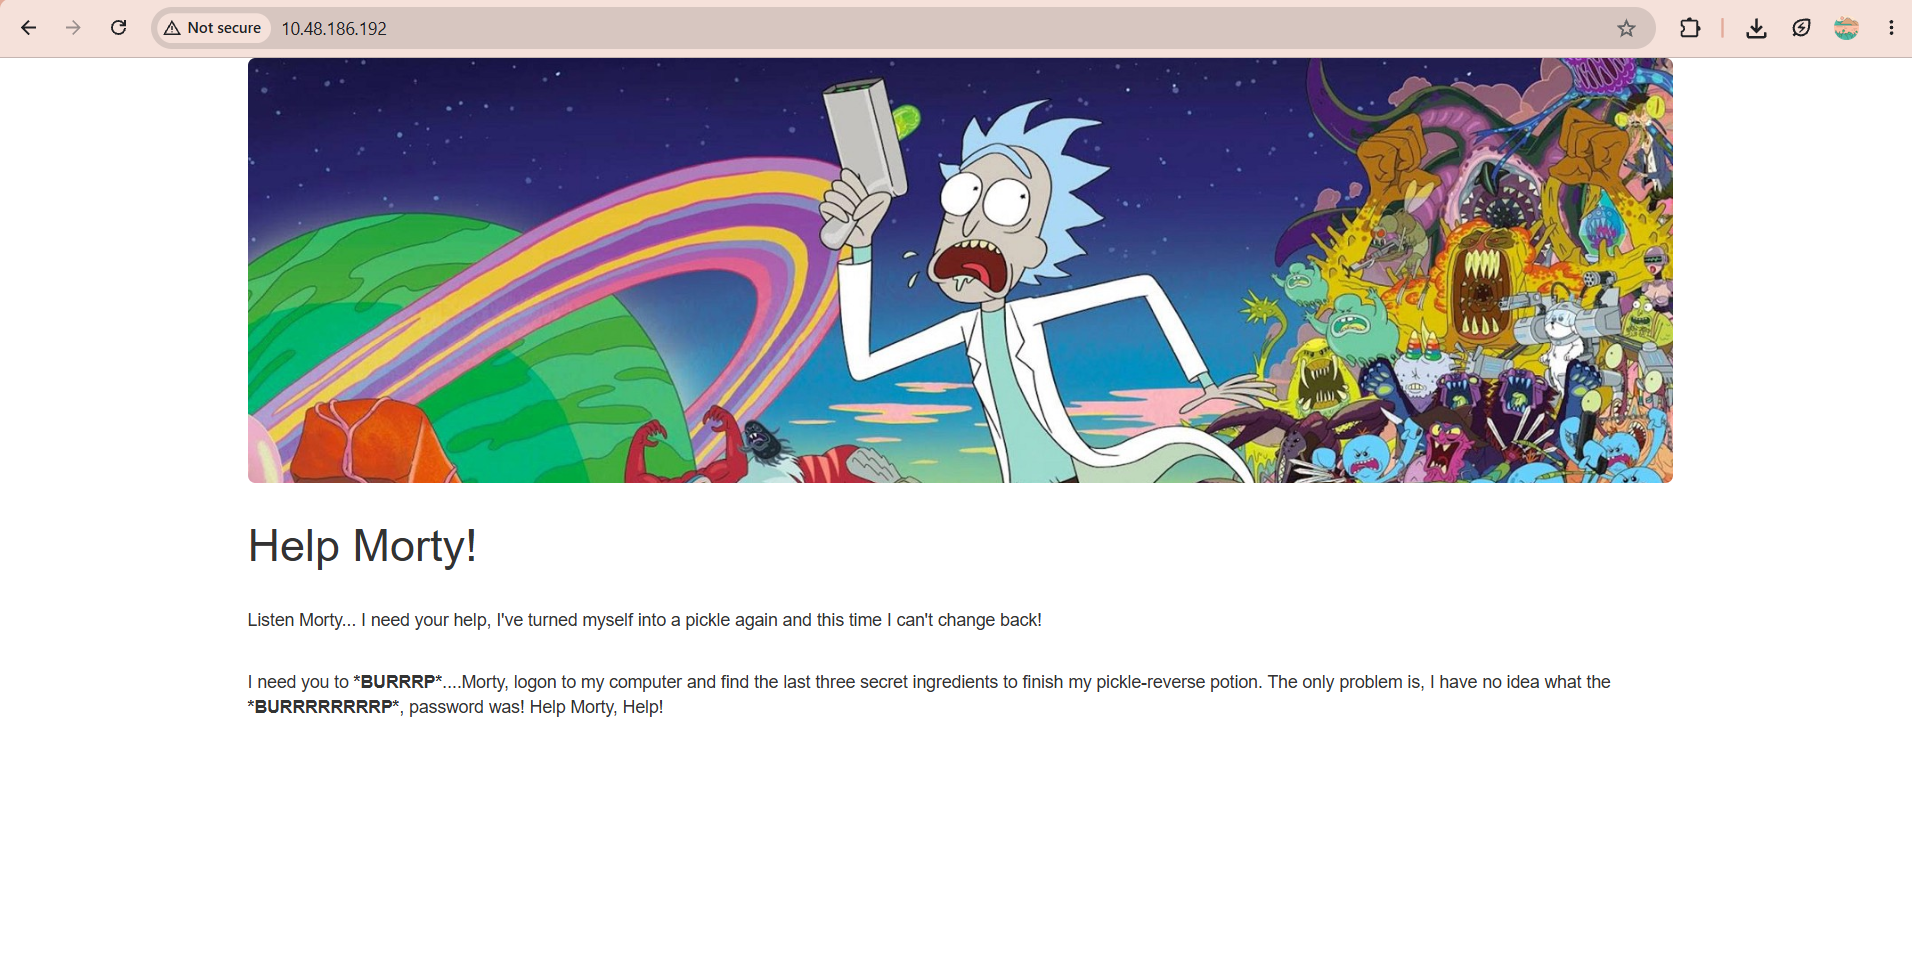 Not secure
10.48.186.192
Help Morty!
Listen Morty... I need your help, I've turned myself into a pickle again and this time I can't change back!
I need you to *BURRRP*....Morty, logon to my computer and find the last three secret ingredients to finish my pickle-reverse potion. The only problem is, I have no idea what the
*BURRRRRRRRP*, password was! Help Morty, Help!